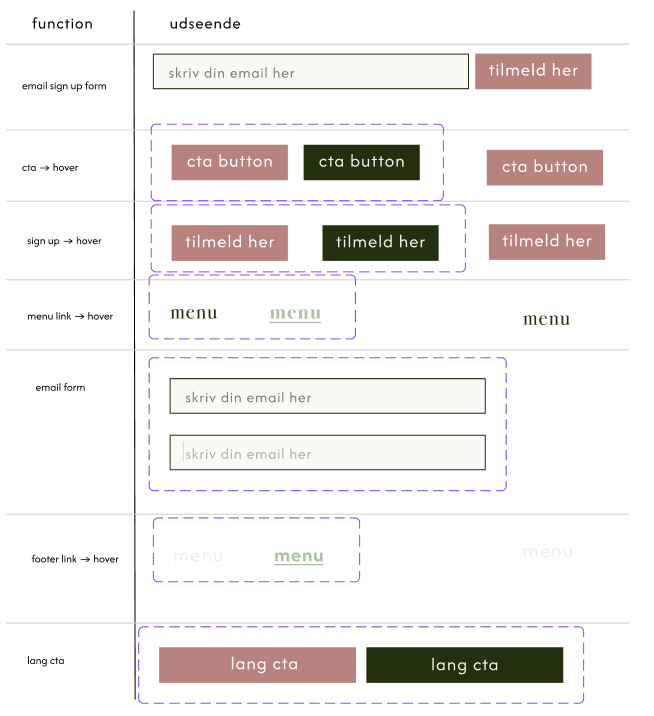 function udseende
email sign up form skriv din email her tilmeld her
cta → hover cta button cta button cta button
sign up → hover tilmeld her tilmeld her tilmeld her
menu link → hover menu menu menu
email form skriv din email her
skriv din email her
footer link → hover menu menu menu
lang cta lang cta lang cta